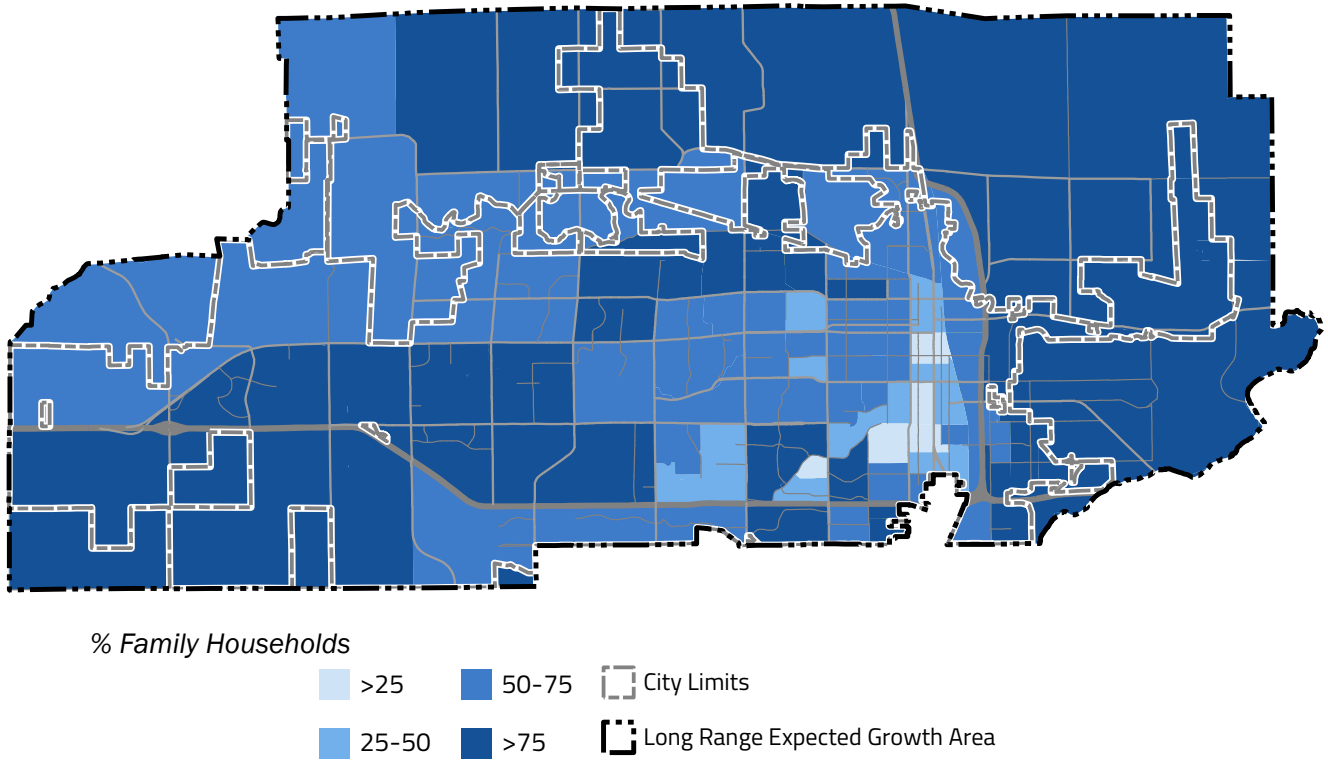 % Family Households
>25
50-75
City Limits
25-50
>75
Long Range Expected Growth Area